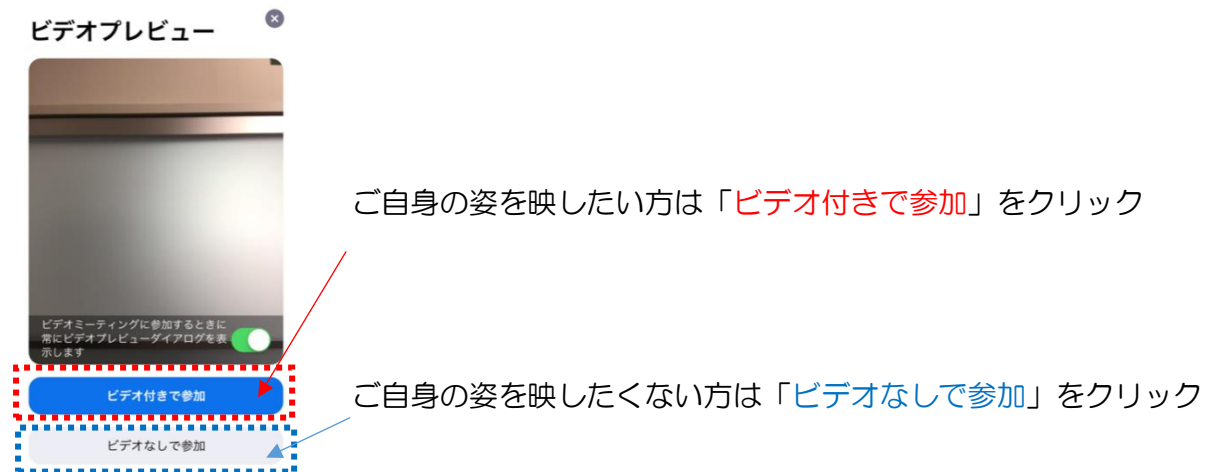 ビデオプレビュー
ご自身の姿を映したい方は「ビデオ付きで参加」をクリック
ビデオミーティングに参加するときに
常にビデオプレビューダイアログを表
示します
ビデオ付きで参加
ご自身の姿を映したくない方は「ビデオなしで参加」をクリック
ビデオなしで参加